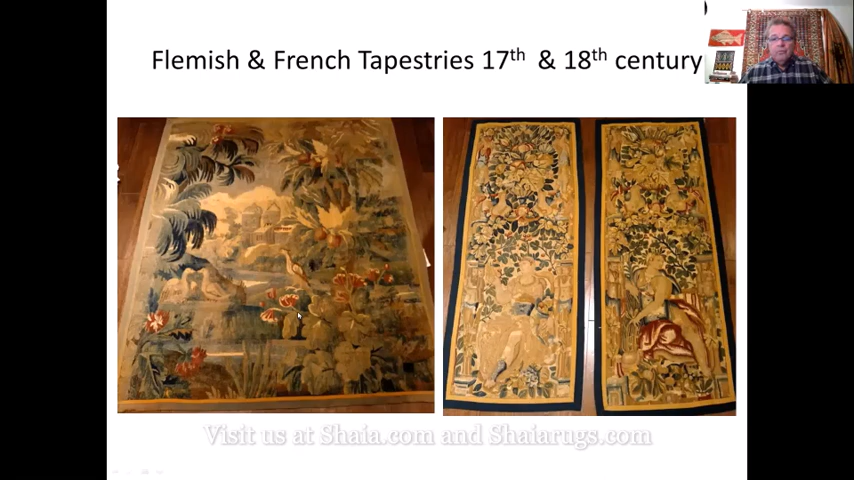 Flemish & French Tapestries 17th & 18th century
Visit us at Shaia.com and Shaiarugs.com